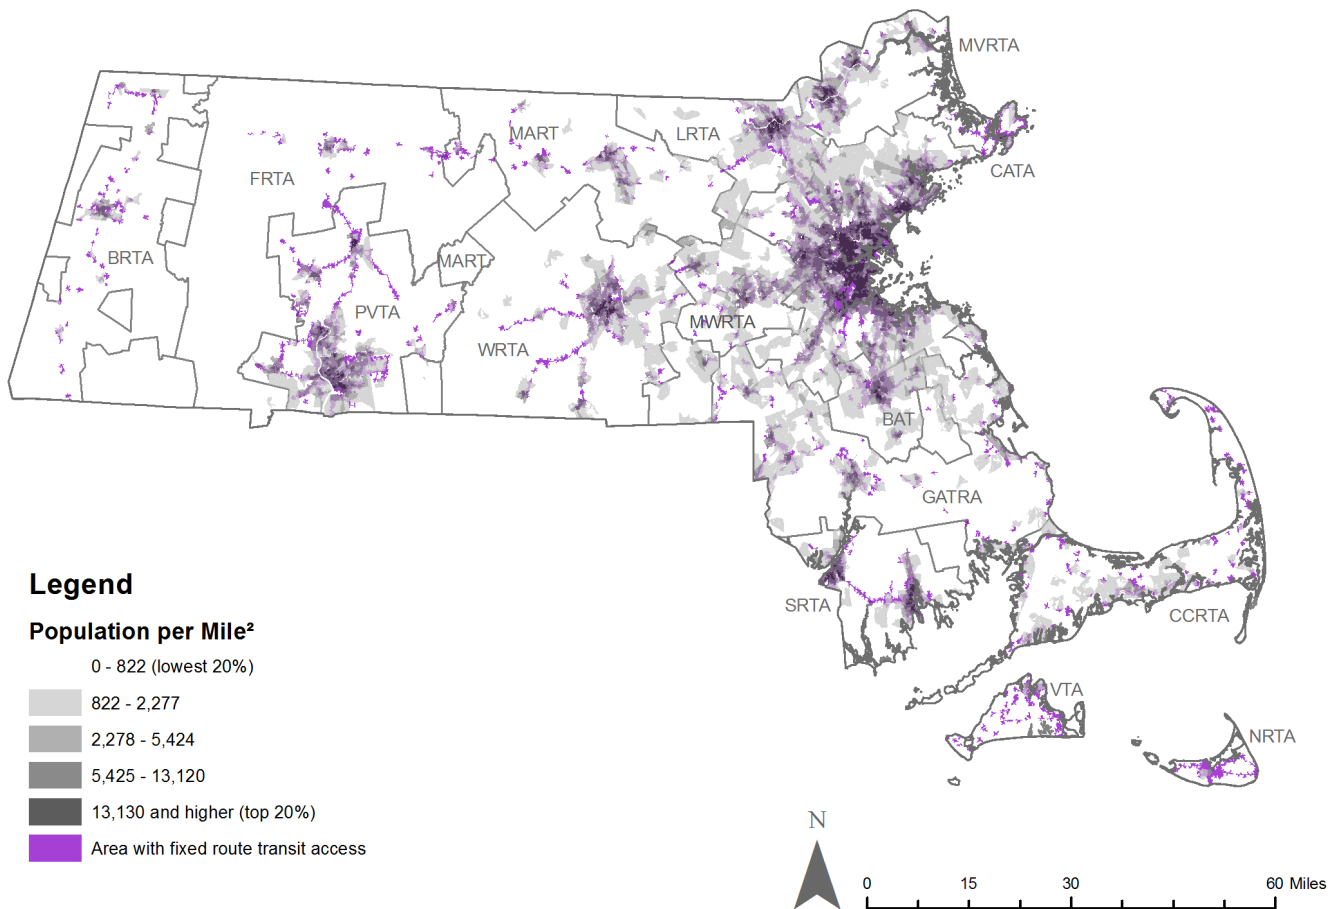 MVRTA
MART
LRTA
CATA
FRTA
BRTA
MART
PVTA
MWRTA
WRTA
BAT
GATRA
SRTA
CCRTA
VTA
NRTA
Legend
Population per Mile²
0 - 822 (lowest 20%)
822 - 2,277
2,278 - 5,424
5,425 - 13,120
13,130 and higher (top 20%)
Area with fixed route transit access
N
0 15 30 60 Miles